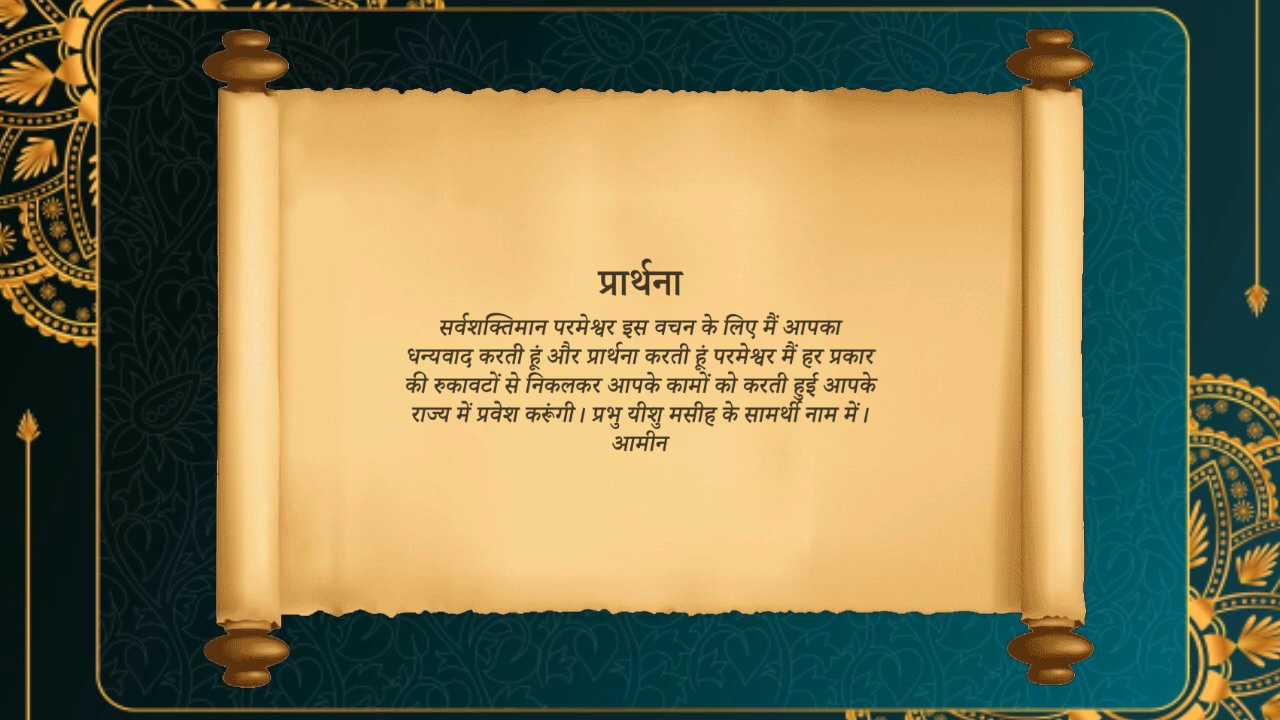 प्रार्थना
सर्वशक्तिमान परमेश्वर इस वचन के लिए मैं आपका
धन्यवाद करती हूं और प्रार्थना करती हूं परमेश्वर मैं हर प्रकार
की रुकावटों से निकलकर आपके कामों को करती हुई आपके
राज्य में प्रवेश करूंगी। प्रभु यीशु मसीह के सामर्थी नाम में।
आमीन